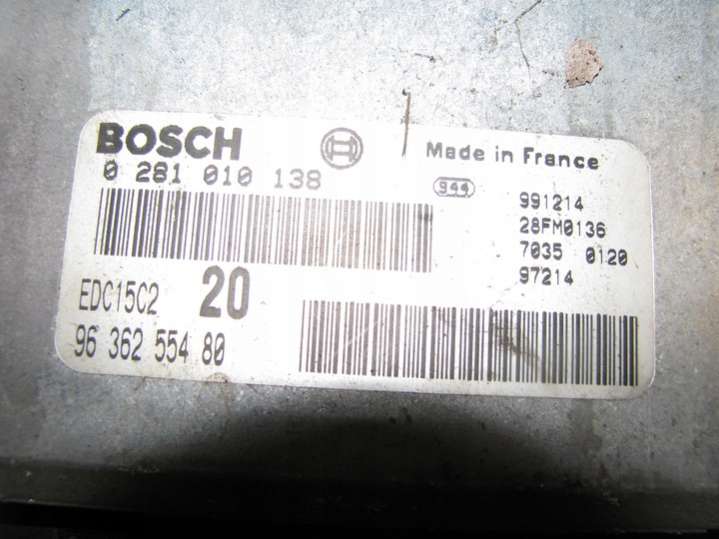 BOSCH
0 281 010 138
Made in France
944
991214
28FM0136
7035 0120
97214
EDC15C2 20
96 362 554 80